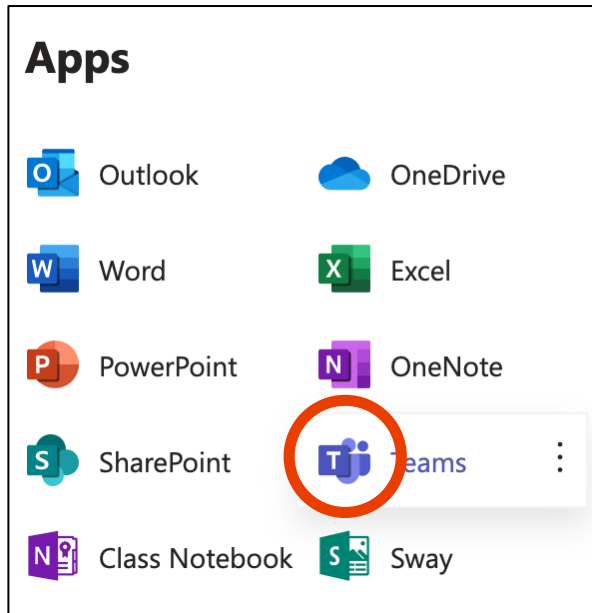 Apps
Outlook
OneDrive
Word
Excel
PowerPoint
OneNote
SharePoint
Teams
Class Notebook
Sway